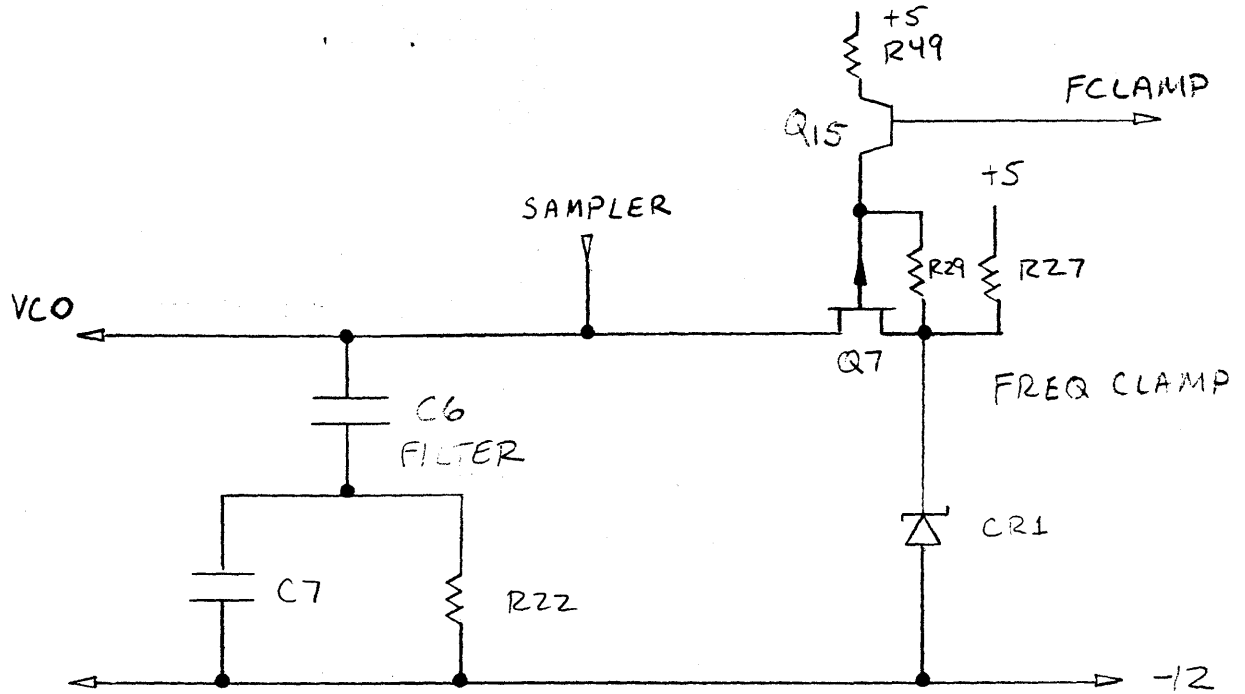 +5
R49
FCLAMP
Q15
+5
SAMPLER
R29
R27
VCO
Q7
FREQ CLAMP
C6
FILTER
CR1
C7
R22
-12